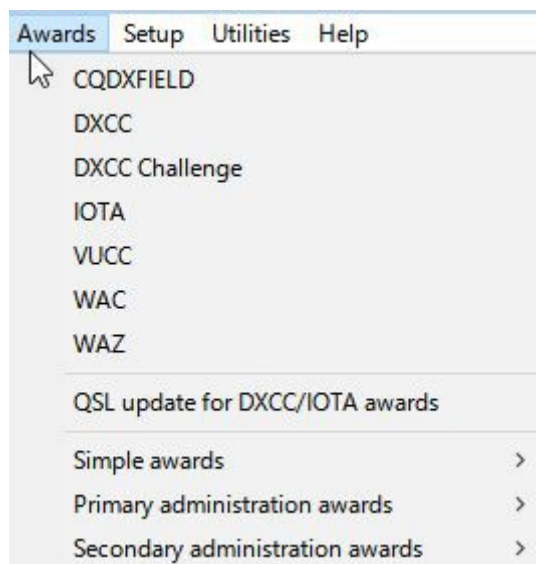 Awards Setup Utilities Help
CQDXFIELD
DXCC
DXCC Challenge
IOTA
VUCC
WAC
WAZ
QSL update for DXCC/IOTA awards
Simple awards
Primary administration awards
Secondary administration awards